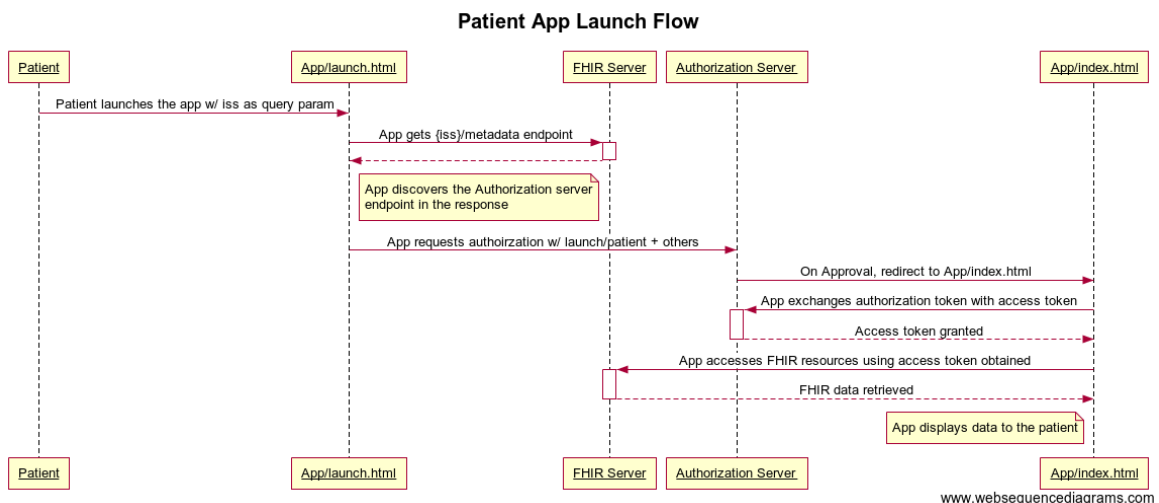 Patient App Launch Flow
Patient
App/launch.html
FHIR Server
Authorization Server
App/index.html
Patient launches the app w/ iss as query param
App gets {iss}/metadata endpoint
App discovers the Authorization server
endpoint in the response
App requests authoirzation w/ launch/patient + others
On Approval, redirect to App/index.html
App exchanges authorization token with access token
Access token granted
App accesses FHIR resources using access token obtained
FHIR data retrieved
App displays data to the patient
Patient
App/launch.html
FHIR Server
Authorization Server
App/index.html
www.websequencediagrams.com